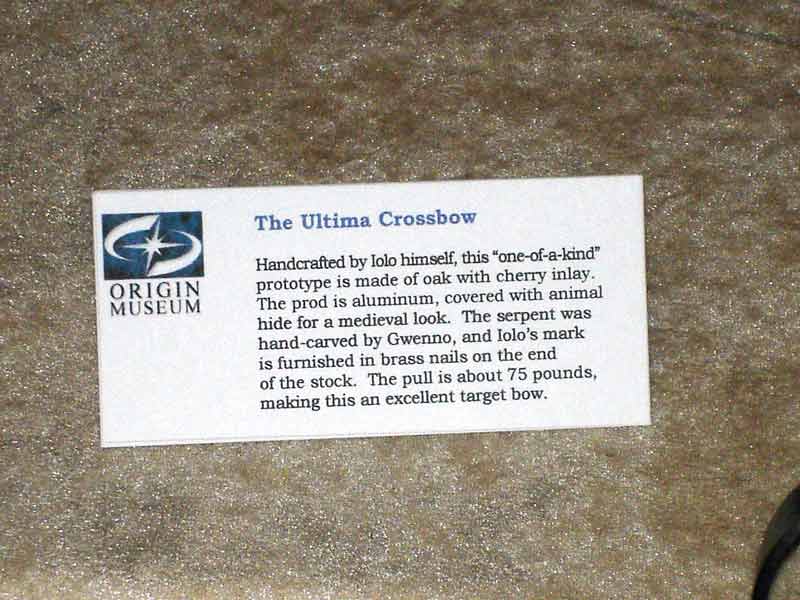 ORIGIN
MUSEUM
The Ultima Crossbow
Handcrafted by Iolo himself, this “one-of-a-kind”
prototype is made of oak with cherry inlay.
The prod is aluminum, covered with animal
hide for a medieval look.  The serpent was
hand-carved by Gwenno, and Iolo’s mark
is furnished in brass nails on the end
of the stock.  The pull is about 75 pounds,
making this an excellent target bow.